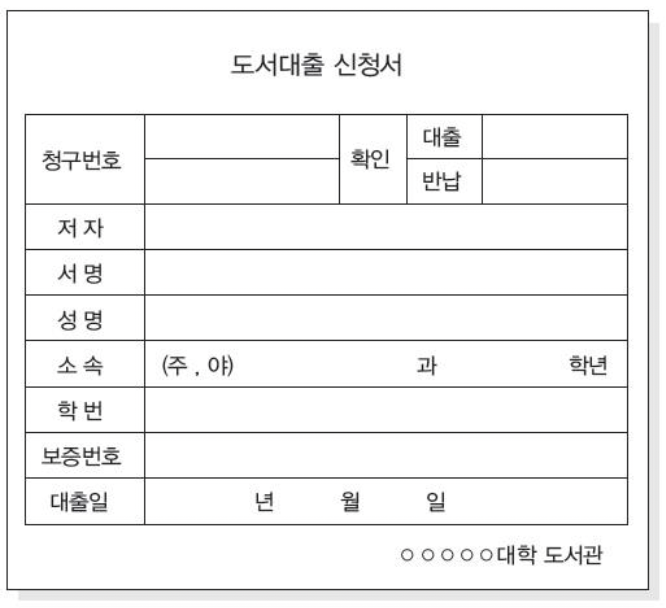 도서대출 신청서
청구번호 확인 대출
반납
저 자
서 명
성 명
소 속 (주 , 야) 과 학년
학 번
보증번호
대출일 년 월 일
○○○○○대학 도서관